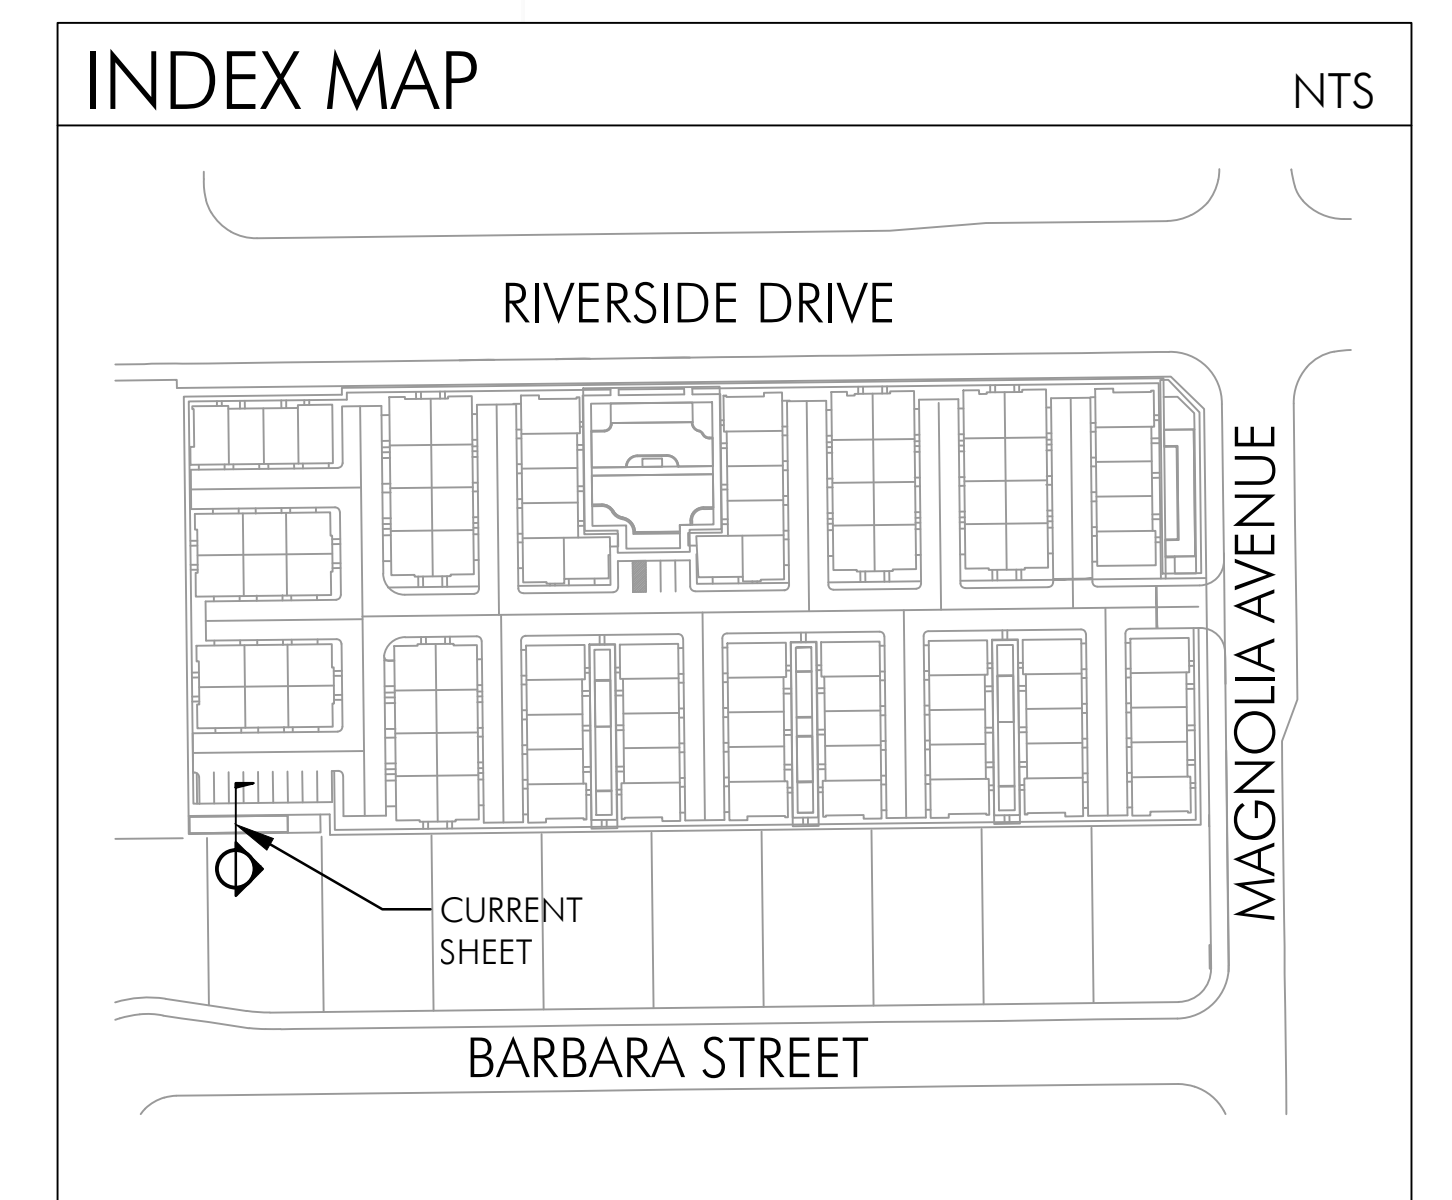 INDEX MAP
NTS
RIVERSIDE DRIVE
MAGNOLIA AVENUE
CURRENT
SHEET
BARBARA STREET